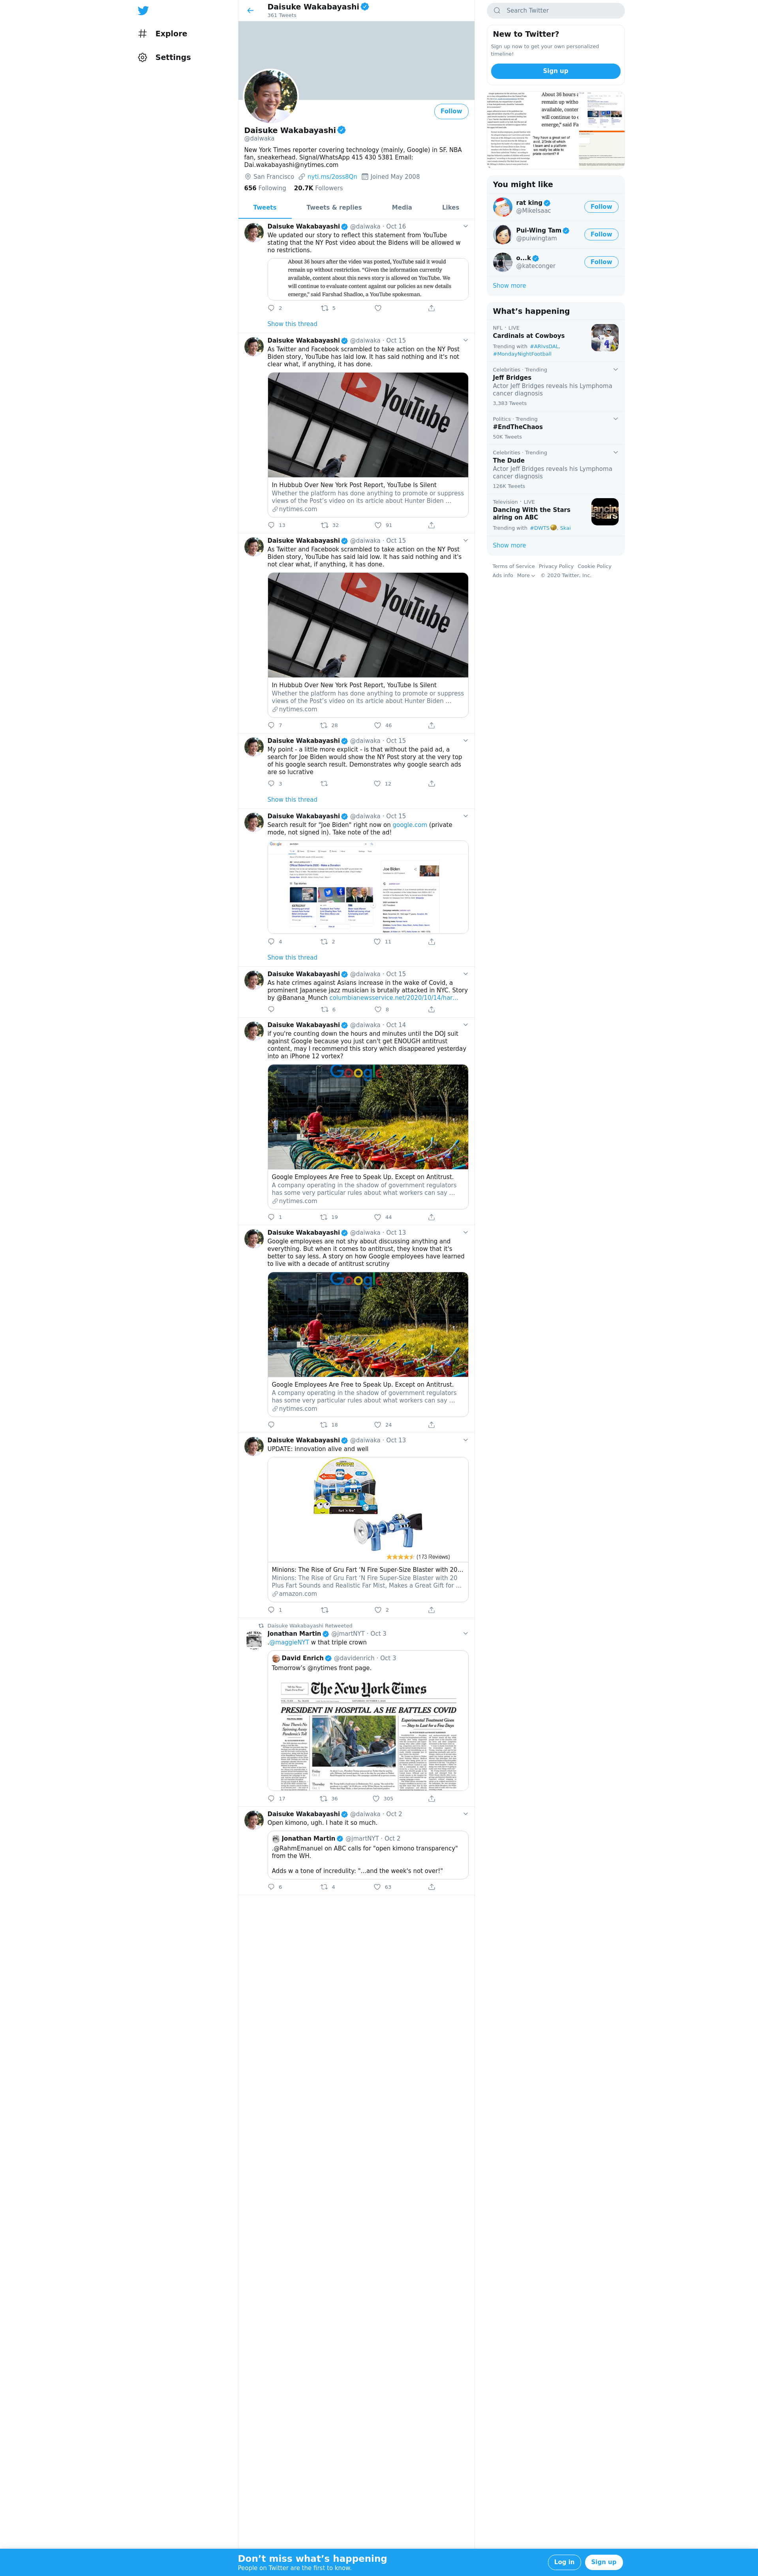 Explore
Settings
Daisuke Wakabayashi
361 Tweets
Follow
Daisuke Wakabayashi
@daiwaka
New York Times reporter covering technology (mainly, Google) in SF. NBA
fan, sneakerhead. Signal/WhatsApp 415 430 5381 Email:
Dai.wakabayashi@nytimes.com
San Francisco nyti.ms/2oss8Qn Joined May 2008
656 Following 20.7K Followers
Tweets Tweets & replies Media Likes
Daisuke Wakabayashi @daiwaka · Oct 16
We updated our story to reflect this statement from YouTube
stating that the NY Post video about the Bidens will be allowed w
no restrictions.
About 36 hours after the video was posted, YouTube said it would
remain up without restriction. "Given the information currently
available, content about this news story is allowed on YouTube. We
will continue to evaluate content against our policies as new details
emerge," said Farshad Shadloo, a YouTube spokesman.
2 5
Show this thread
Daisuke Wakabayashi @daiwaka · Oct 15
As Twitter and Facebook scrambled to take action on the NY Post
Biden story, YouTube has laid low. It has said nothing and it's not
clear what, if anything, it has done.
YouTube
In Hubbub Over New York Post Report, YouTube Is Silent
Whether the platform has done anything to promote or suppress
views of the Post's video on its article about Hunter Biden ...
nytimes.com
13 32 91
Daisuke Wakabayashi @daiwaka · Oct 15
As Twitter and Facebook scrambled to take action on the NY Post
Biden story, YouTube has laid low. It has said nothing and it's
not clear what, if anything, it has done.
YouTube
In Hubbub Over New York Post Report, YouTube Is Silent
Whether the platform has done anything to promote or suppress
views of the Post's video on its article about Hunter Biden ...
nytimes.com
7 28 46
Daisuke Wakabayashi @daiwaka · Oct 15
My point - a little more explicit - is that without the paid ad, a
search for Joe Biden would show the NY Post story at the very top
of his google search result. Demonstrates why google search ads
are so lucrative
3 12
Show this thread
Daisuke Wakabayashi @daiwaka · Oct 15
Search result for "Joe Biden" right now on google.com (private
mode, not signed in). Take note of the ad!
Google
Top stories
Joe Biden
4 2 11
Show this thread
Daisuke Wakabayashi @daiwaka · Oct 15
As hate crimes against Asians increase in the wake of Covid, a
prominent Japanese jazz musician is brutally attacked in NYC. Story
by @Banana_Munch columbianewsservice.net/2020/10/14/har…
6 8
Daisuke Wakabayashi @daiwaka · Oct 14
if you're counting down the hours and minutes until the DOJ suit
against Google because you just can't get ENOUGH antitrust
content, may I recommend this story which disappeared yesterday
into an iPhone 12 vortex?
Google
Google Employees Are Free to Speak Up. Except on Antitrust.
A company operating in the shadow of government regulators
has some very particular rules about what workers can say ...
nytimes.com
1 19 44
Daisuke Wakabayashi @daiwaka · Oct 13
Google employees are not shy about discussing anything and
everything. But when it comes to antitrust, they know that it's
better to say less. A story on how Google employees have learned
to live with a decade of antitrust scrutiny
Google
Google Employees Are Free to Speak Up. Except on Antitrust.
A company operating in the shadow of government regulators
has some very particular rules about what workers can say ...
nytimes.com
18 24
Daisuke Wakabayashi @daiwaka · Oct 13
UPDATE: innovation alive and well
(173 Reviews)
Minions: The Rise of Gru Fart 'N Fire Super-Size Blaster with 20…
Minions: The Rise of Gru Fart 'N Fire Super-Size Blaster with 20
Plus Fart Sounds and Realistic Far Mist, Makes a Great Gift for ...
amazon.com
1 2
Daisuke Wakabayashi Retweeted
Jonathan Martin @jmartNYT · Oct 3
.@maggieNYT w that triple crown
David Enrich @davidenrich · Oct 3
Tomorrow's @nytimes front page.
The New York Times
PRESIDENT IN HOSPITAL AS HE BATTLES COVID
Experimental Treatment Given
— Stay to Last for a Few Days
17 36 305
Daisuke Wakabayashi @daiwaka · Oct 2
Open kimono, ugh. I hate it so much.
Jonathan Martin @jmartNYT · Oct 2
.@RahmEmanuel on ABC calls for "open kimono transparency"
from the WH.
Adds w a tone of incredulity: "...and the week's not over!"
6 4 63
Search Twitter
New to Twitter?
Sign up now to get your own personalized
timeline!
Sign up
About 36 hours a
remain up witho
available, conten
will continue to e
emerge," said Fa
You might like
rat king
@MikeIsaac
Follow
Pui-Wing Tam
@puiwingtam
Follow
o...k
@kateconger
Follow
Show more
What's happening
NFL · LIVE
Cardinals at Cowboys
Trending with #ARIvsDAL,
#MondayNightFootball
Celebrities · Trending
Jeff Bridges
Actor Jeff Bridges reveals his Lymphoma
cancer diagnosis
3,383 Tweets
Politics · Trending
#EndTheChaos
50K Tweets
Celebrities · Trending
The Dude
Actor Jeff Bridges reveals his Lymphoma
cancer diagnosis
126K Tweets
Television · LIVE
Dancing With the Stars
airing on ABC
Trending with #DWTS, Skai
Show more
Terms of Service Privacy Policy Cookie Policy
Ads info More © 2020 Twitter, Inc.
Don't miss what's happening
People on Twitter are the first to know.
Log in Sign up